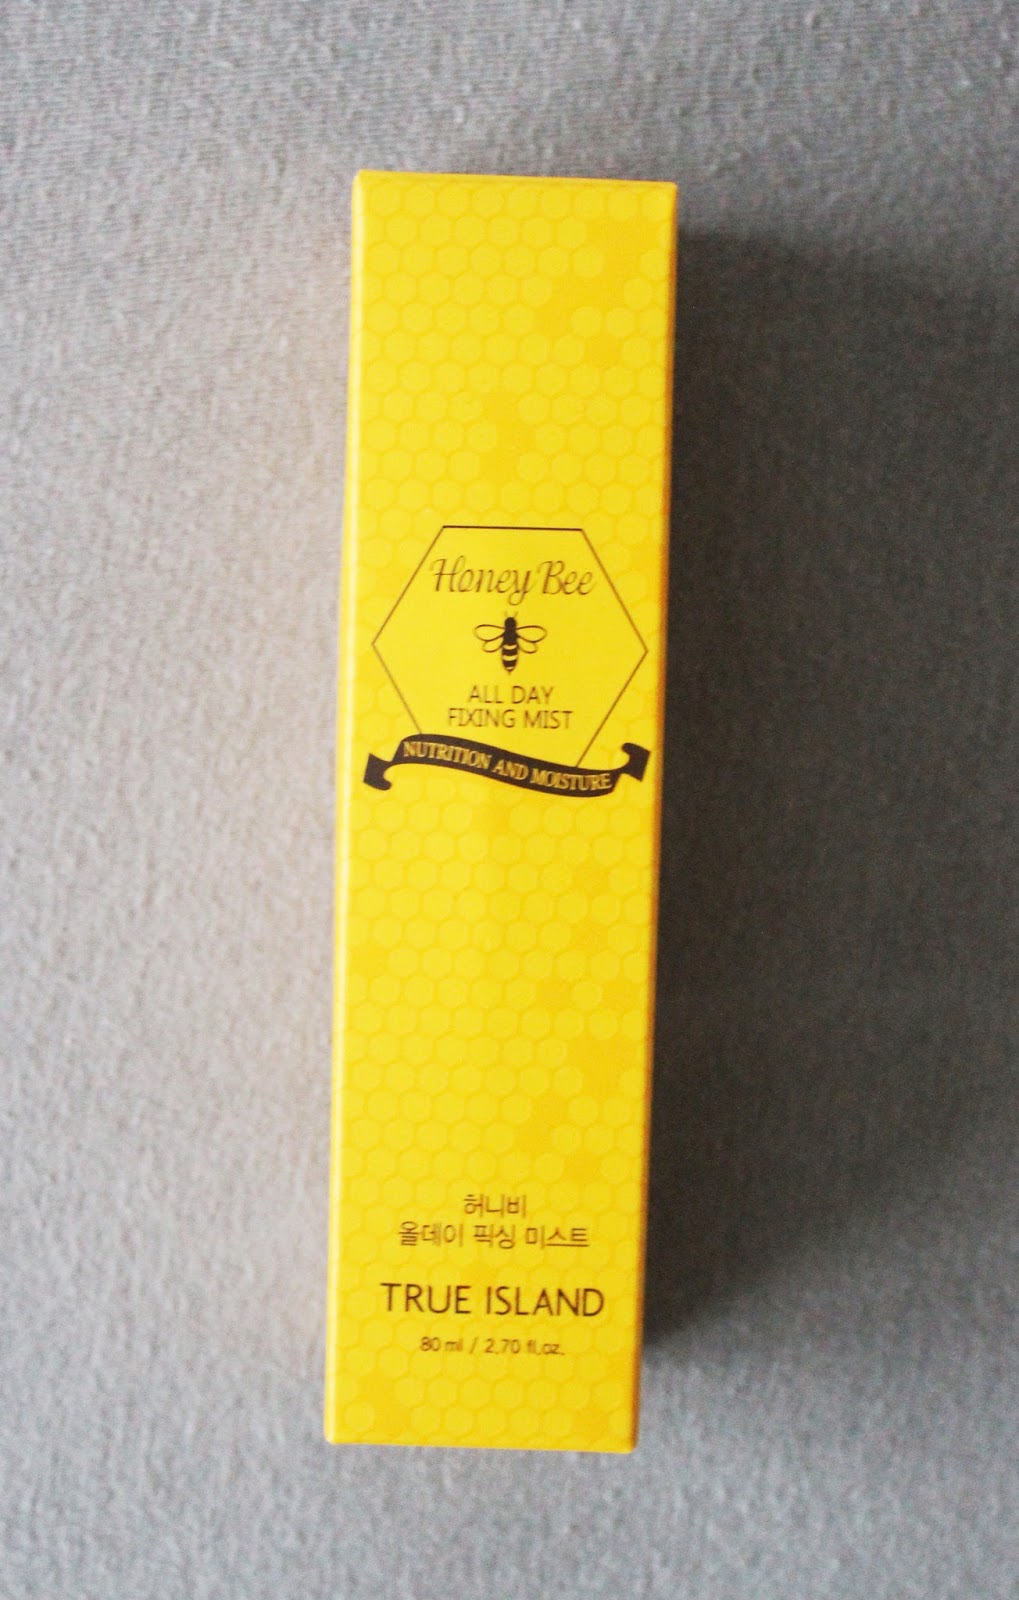 Honey Bee
ALL DAY
FIXING MIST
NUTRITION AND MOISTURE
허니비
올데이 픽싱 미스트
TRUE ISLAND
80 ml / 2.70 fl.oz.